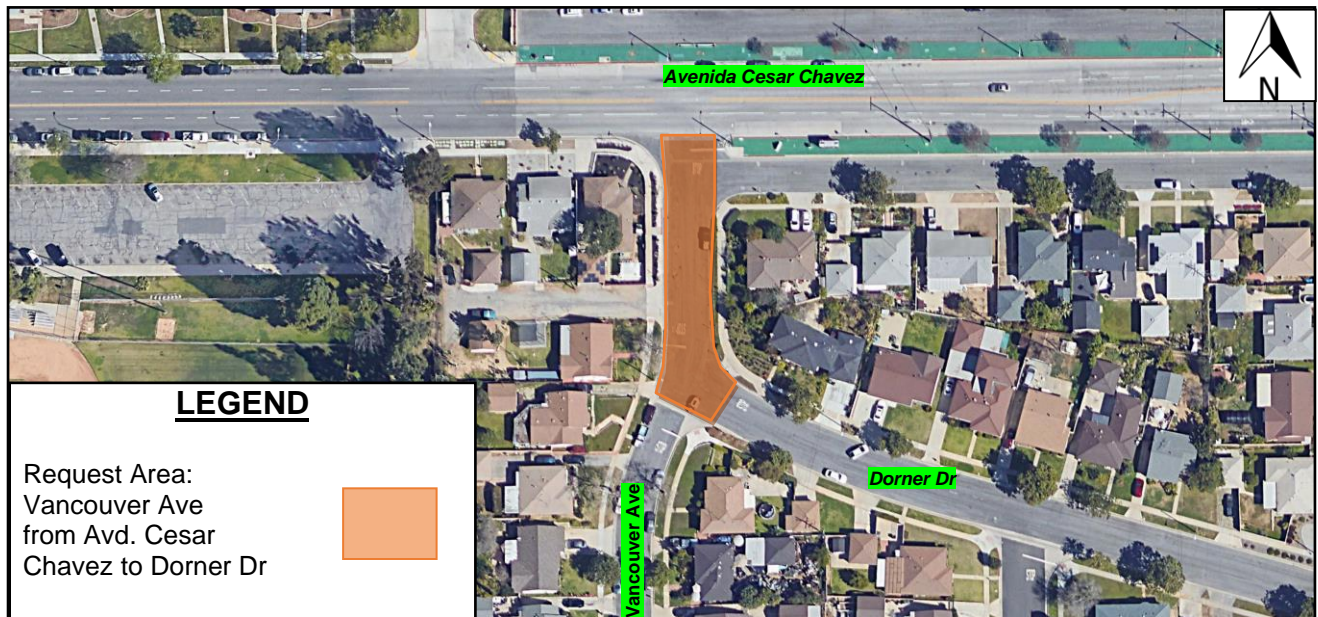 Avenida Cesar Chavez
N
Dorner Dr
Vancouver Ave
LEGEND
Request Area:
Vancouver Ave
from Avd. Cesar
Chavez to Dorner Dr